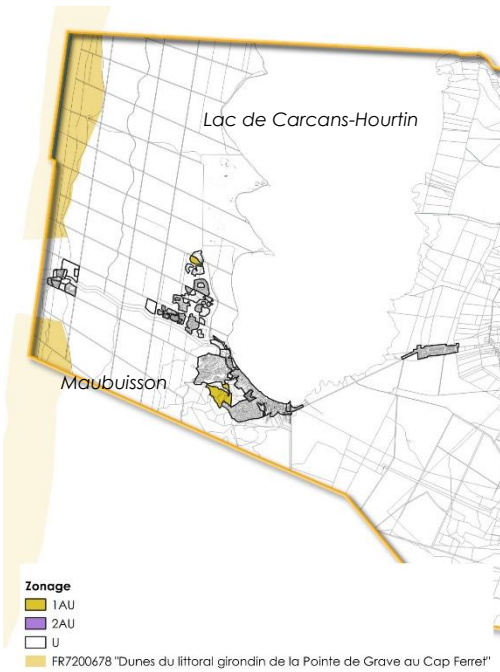 Lac de Carcans-Hourtin
Maubuisson
Zonage
1AU
2AU
U
FR7200678 "Dunes du littoral girondin de la Pointe de Grave au Cap Ferret"